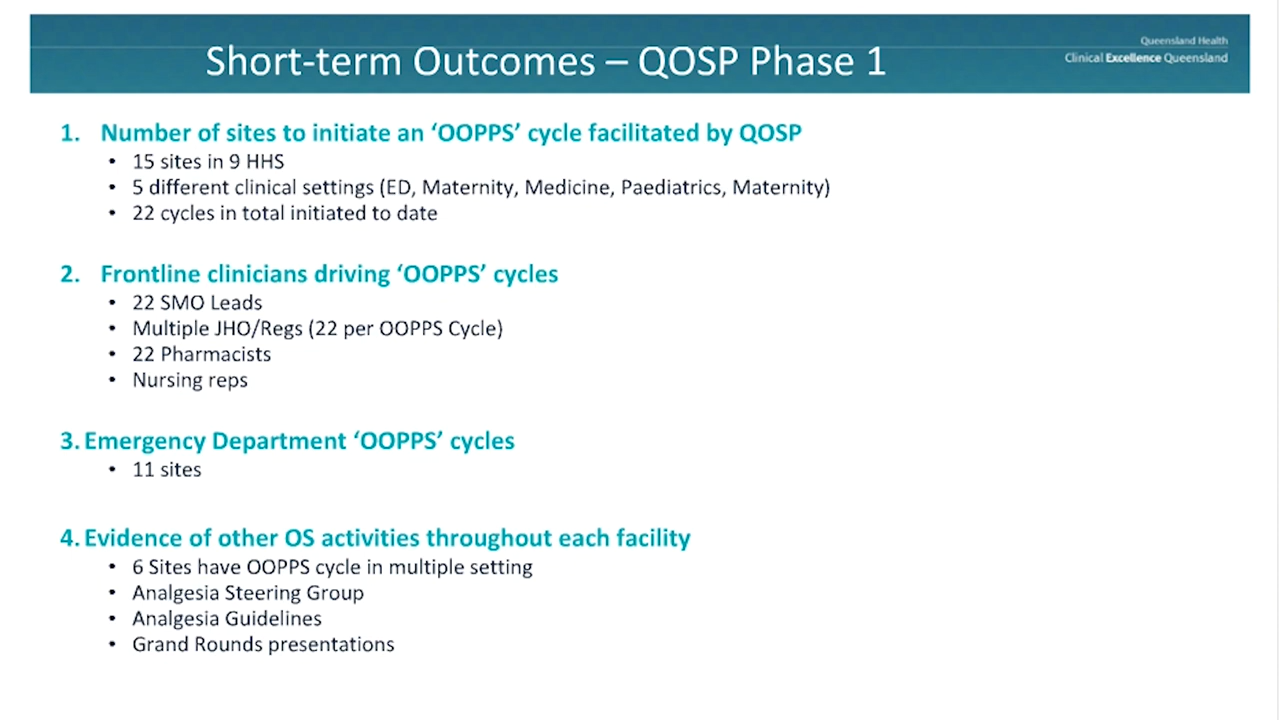 Short-term Outcomes – QOSP Phase 1
Queensland Health
Clinical Excellence Queensland
1. Number of sites to initiate an ‘OOPPS’ cycle facilitated by QOSP
• 15 sites in 9 HHS
• 5 different clinical settings (ED, Maternity, Medicine, Paediatrics, Maternity)
• 22 cycles in total initiated to date
2. Frontline clinicians driving ‘OOPPS’ cycles
• 22 SMO Leads
• Multiple JHO/Regs (22 per OOPPS Cycle)
• 22 Pharmacists
• Nursing reps
3. Emergency Department ‘OOPPS’ cycles
• 11 sites
4. Evidence of other OS activities throughout each facility
• 6 Sites have OOPPS cycle in multiple setting
• Analgesia Steering Group
• Analgesia Guidelines
• Grand Rounds presentations